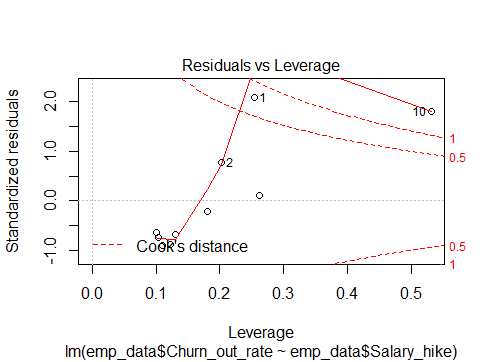 Residuals vs Leverage
Standardized residuals
2.0
1.0
0.0
-1.0
1
10
2
1
0.5
0.5
1
Cook's distance
0.0 0.1 0.2 0.3 0.4 0.5
Leverage
lm(emp_data$Churn_out_rate ~ emp_data$Salary_hike)